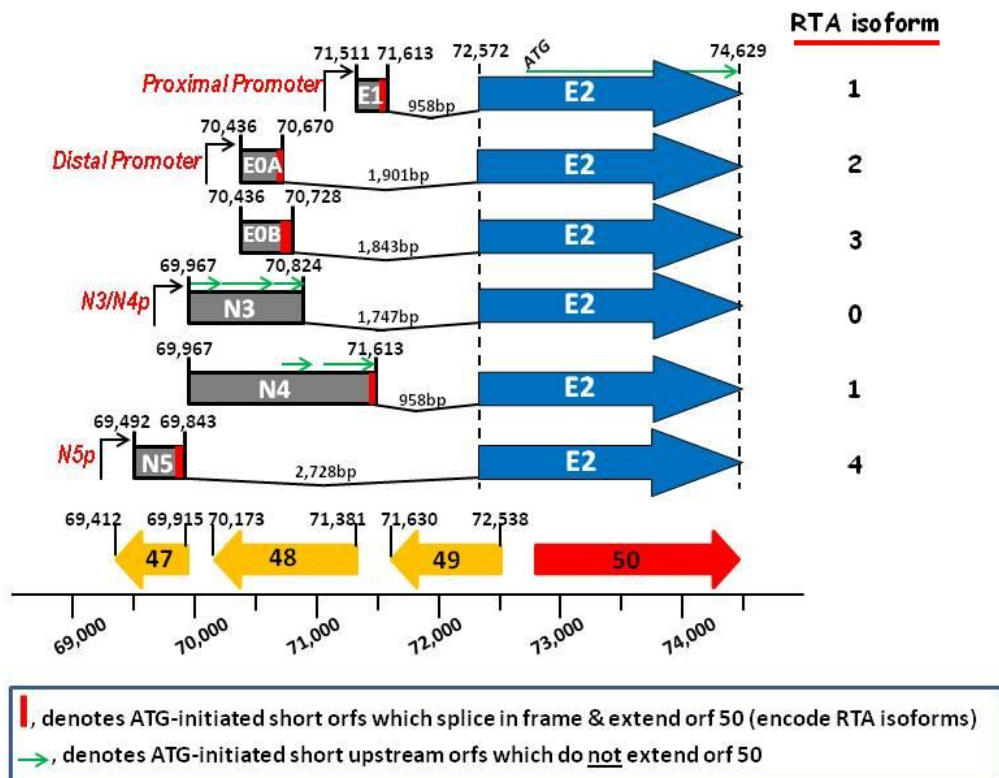 RTA isoform
71,511 71,613 72,572 ATG 74,629
Proximal Promoter E1 958bp E2 1
70,436 70,670
Distal Promoter E0A 1,901bp E2 2
70,436 70,728
E0B 1,843bp E2 3
69,967 70,824
N3/N4p N3 1,747bp E2 0
69,967 71,613
N4 958bp E2 1
69,492 69,843
N5p N5 2,728bp E2 4
69,412 69,915 70,173 71,381 71,630 72,538
47 48 49 50
69,000 70,000 71,000 72,000 73,000 74,000
, denotes ATG-initiated short orfs which splice in frame & extend orf 50 (encode RTA isoforms)
, denotes ATG-initiated short upstream orfs which do not extend orf 50